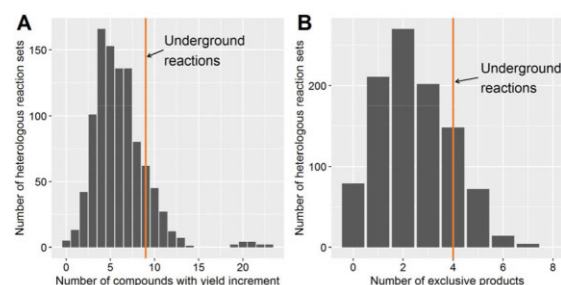 A
Number of heterologous reaction sets
150
100
50
0
Underground
reactions
0
5
10
15
20
Number of compounds with yield increment
B
Number of heterologous reaction sets
200
100
0
Underground
reactions
0
2
4
6
8
Number of exclusive products